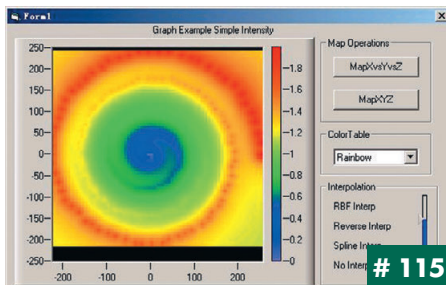 Form1
Graph Example Simple Intensity
250
200
150
100
50
0
-50
-100
-150
-200
-250
-200
-100
0
100
200
-1.8
-1.6
-1.4
-1.2
-1
-0.8
-0.6
-0.4
-0.2
-0
Map Operations
MapXvsYvsZ
MapXYZ
ColorTable
Rainbow
Interpolation
RBF Interp
Reverse Interp
Spline Interp
No Interp
# 115